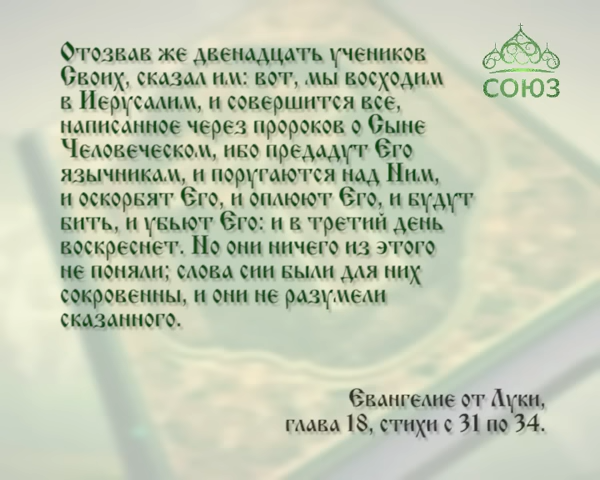 Отозвав же двенадцать учеников
Своих, сказал им: вот, мы восходим
в Иерусалим, и совершится все,
написанное через пророков о Сыне
Человеческом, ибо предадут Его
язычникам, и поругаются над Ним,
и оскорбят Его, и оплюют Его, и будут
бить, и убьют Его: и в третий день
воскреснет. Но они ничего из этого
не поняли; слова сии были для них
сокровенны, и они не разумели
сказанного.
СОЮЗ
Евангелие от Луки,
глава 18, стихи с 31 по 34.